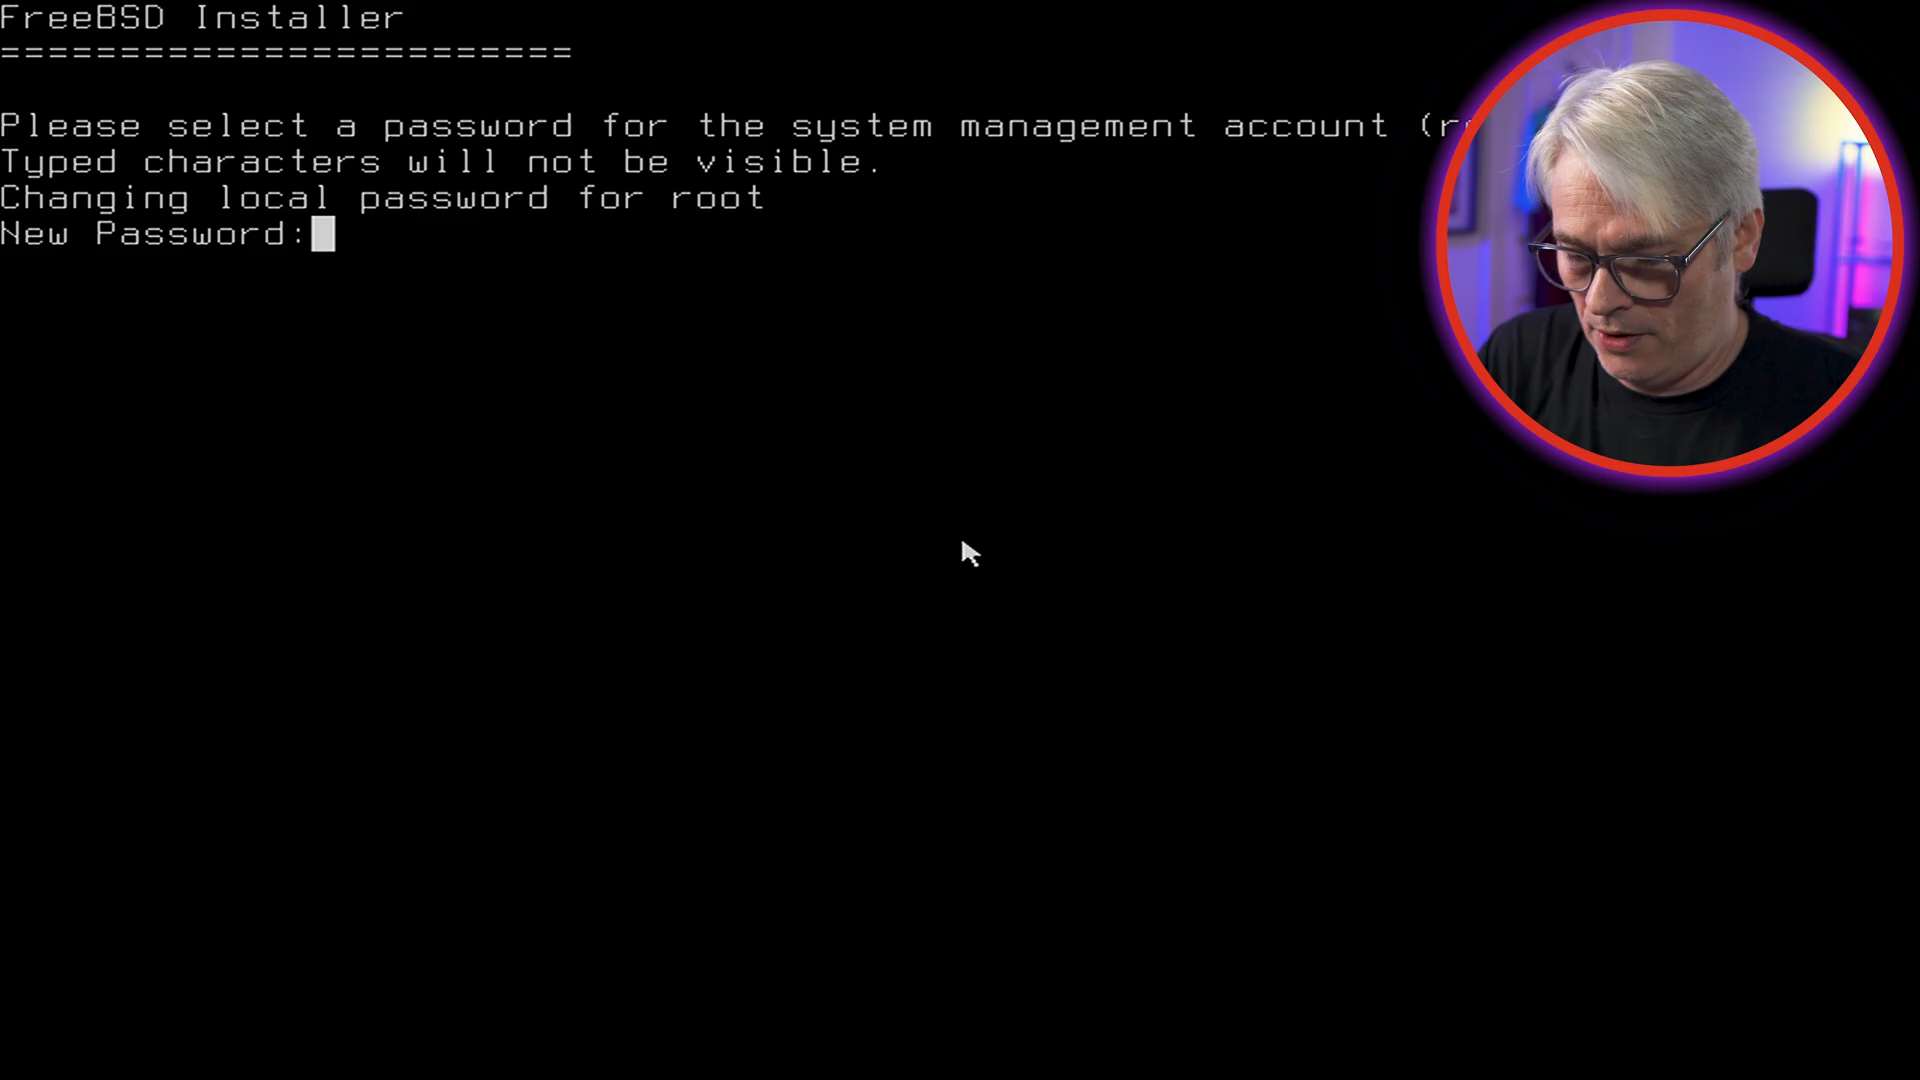 FreeBSD Installer
========================
Please select a password for the system management account
Typed characters will not be visible.
Changing local password for root
New Password: